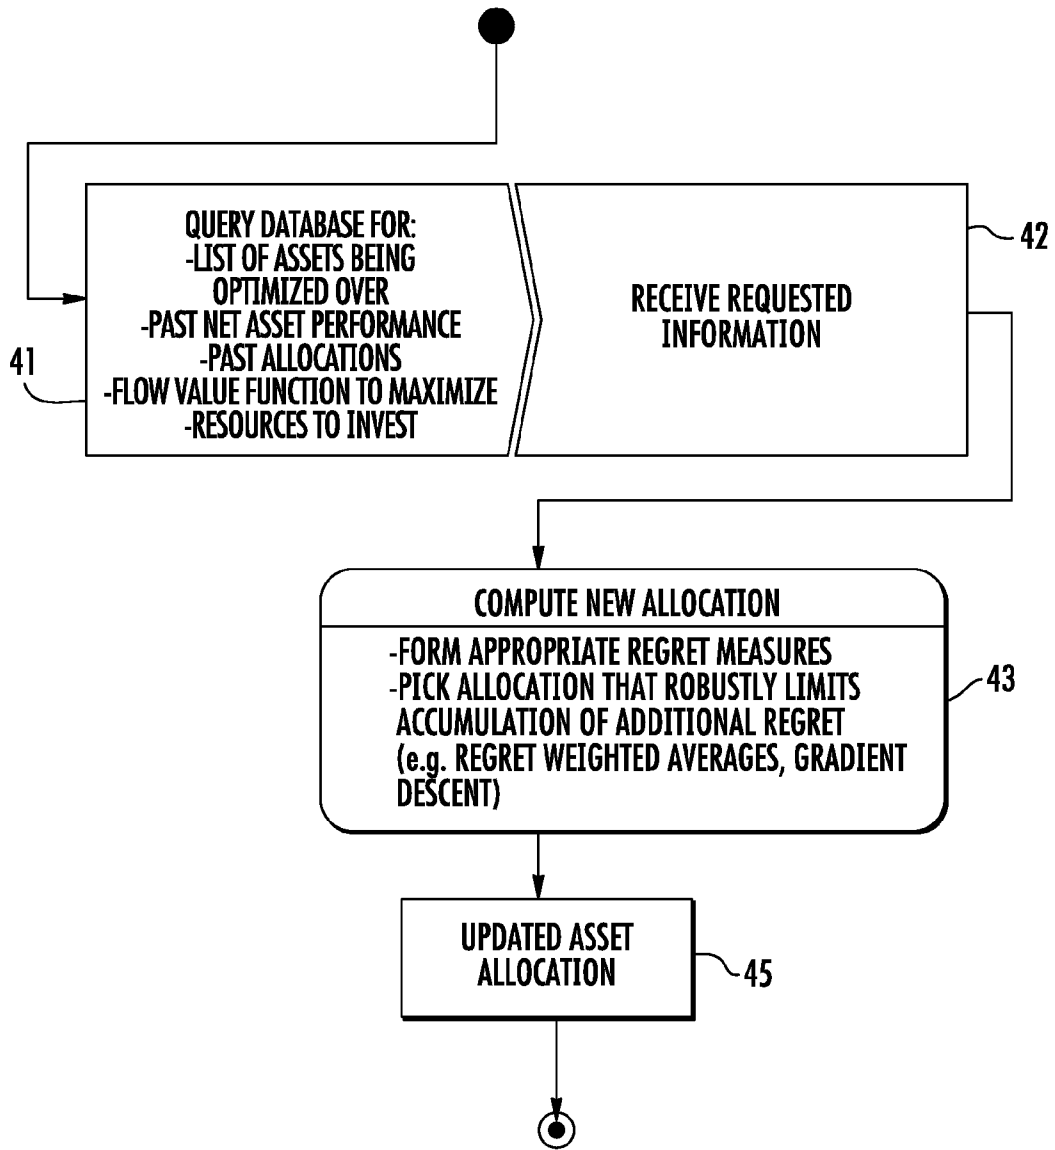 QUERY DATABASE FOR:
-LIST OF ASSETS BEING
OPTIMIZED OVER
-PAST NET ASSET PERFORMANCE
-PAST ALLOCATIONS
-FLOW VALUE FUNCTION TO MAXIMIZE
-RESOURCES TO INVEST
41
RECEIVE REQUESTED
INFORMATION
42
COMPUTE NEW ALLOCATION
-FORM APPROPRIATE REGRET MEASURES
-PICK ALLOCATION THAT ROBUSTLY LIMITS
ACCUMULATION OF ADDITIONAL REGRET
(e.g. REGRET WEIGHTED AVERAGES, GRADIENT
DESCENT)
43
UPDATED ASSET
ALLOCATION
45